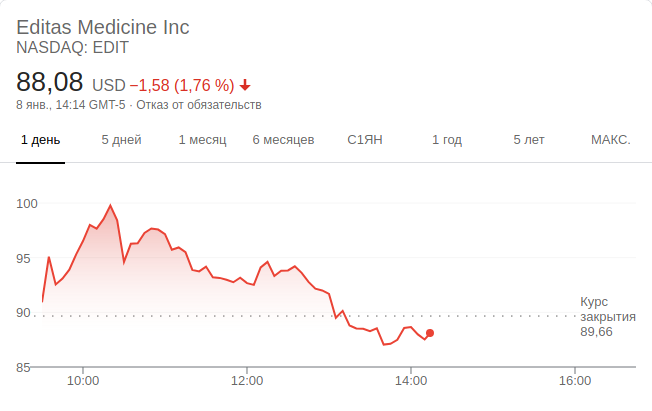 Editas Medicine Inc
NASDAQ: EDIT
88,08 USD −1,58 (1,76 %)
8 янв., 14:14 GMT-5 · Отказ от обязательств
1 день 5 дней 1 месяц 6 месяцев С1ЯН 1 год 5 лет МАКС.
100
95
90
85
Курс
закрытия
89,66
10:00 12:00 14:00 16:00